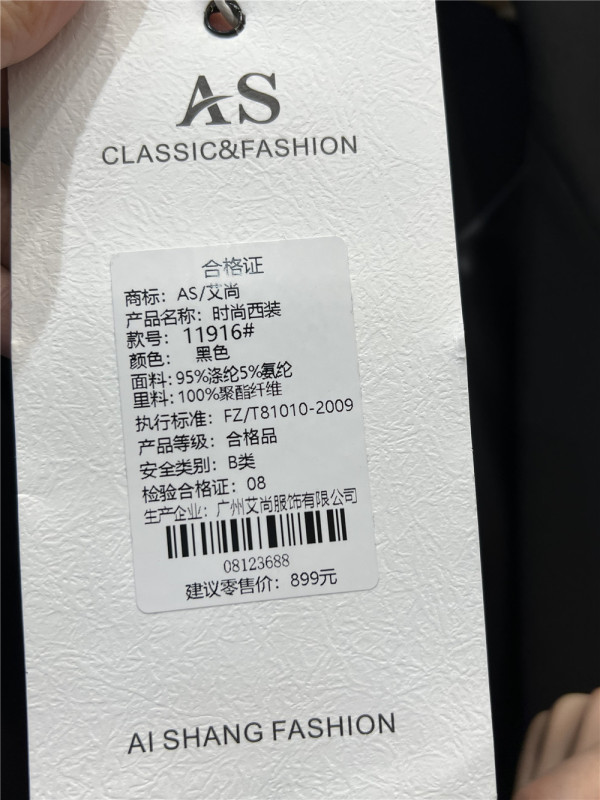 AS
CLASSIC&FASHION
合格证
商标：AS/艾尚
产品名称：时尚西装
款号：11916#
颜色：黑色
面料：95%涤纶5%氨纶
里料：100%聚酯纤维
执行标准：FZ/T81010-2009
产品等级：合格品
安全类别：B类
检验合格证：08
生产企业：广州艾尚服饰有限公司
08123688
建议零售价：899元
AI SHANG FASHION